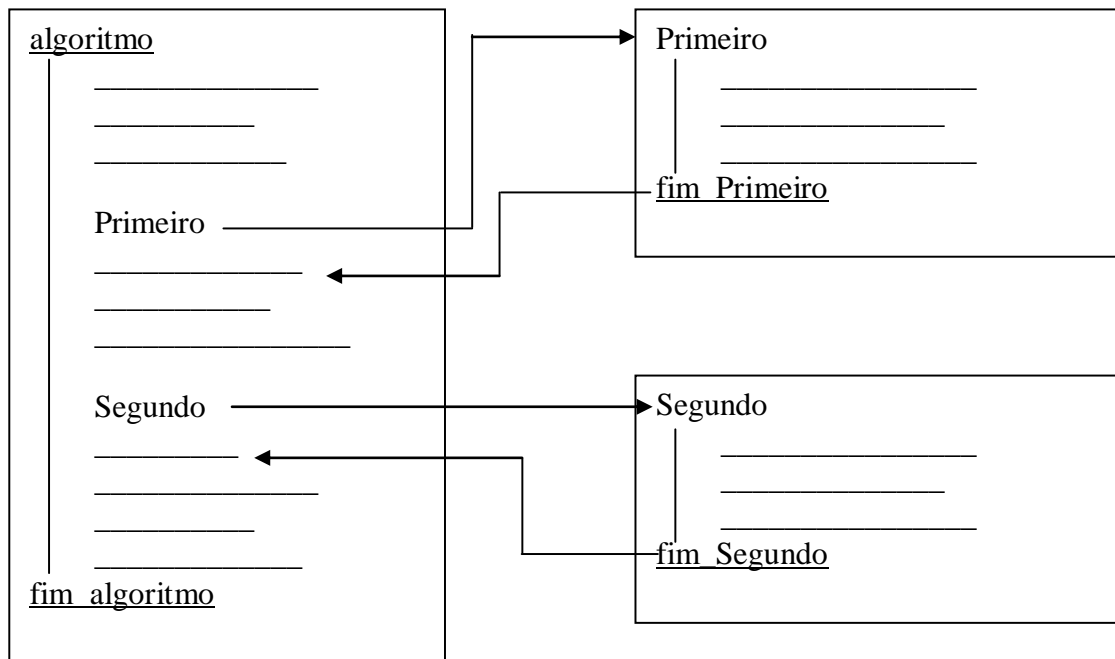 algoritmo
Primeiro
Segundo
fim_algoritmo
Primeiro
fim_Primeiro
Segundo
fim_Segundo